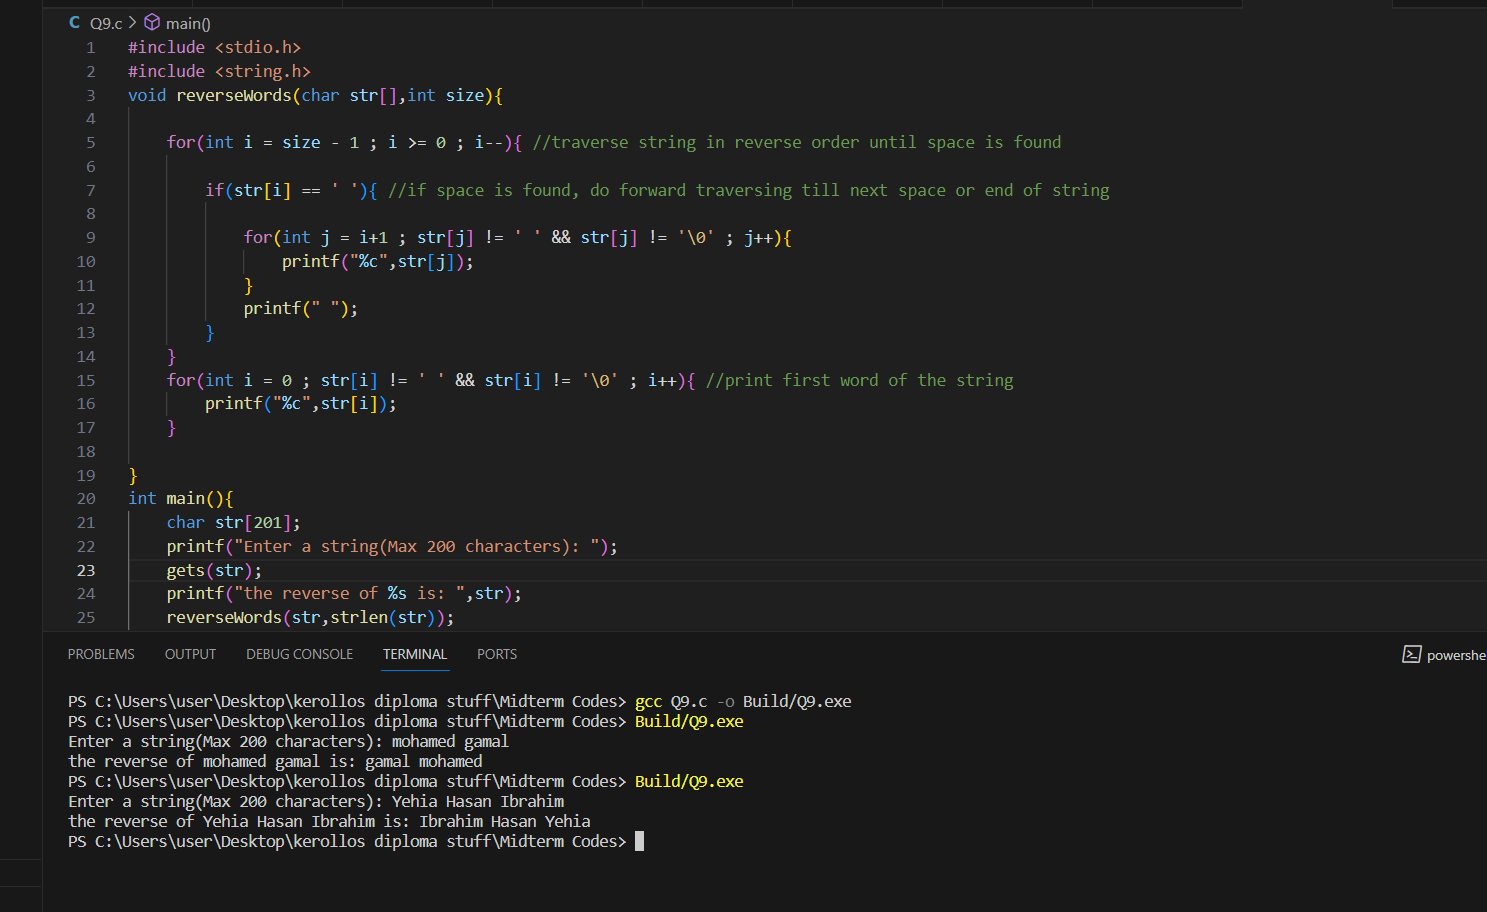 C Q9.c > main()
1 #include <stdio.h>
2 #include <string.h>
3 void reverseWords(char str[],int size){
4
5     for(int i = size - 1 ; i >= 0 ; i--){ //traverse string in reverse order until space is found
6
7         if(str[i] == ' '){ //if space is found, do forward traversing till next space or end of string
8
9             for(int j = i+1 ; str[j] != ' ' && str[j] != '\0' ; j++){
10                 printf("%c",str[j]);
11             }
12             printf(" ");
13         }
14     }
15     for(int i = 0 ; str[i] != ' ' && str[i] != '\0' ; i++){ //print first word of the string
16         printf("%c",str[i]);
17     }
18
19 }
20 int main(){
21     char str[201];
22     printf("Enter a string(Max 200 characters): ");
23     gets(str);
24     printf("the reverse of %s is: ",str);
25     reverseWords(str,strlen(str));
PROBLEMS OUTPUT DEBUG CONSOLE TERMINAL PORTS
powershe
PS C:\Users\user\Desktop\kerollos diploma stuff\Midterm Codes> gcc Q9.c -o Build/Q9.exe
PS C:\Users\user\Desktop\kerollos diploma stuff\Midterm Codes> Build/Q9.exe
Enter a string(Max 200 characters): mohamed gamal
the reverse of mohamed gamal is: gamal mohamed
PS C:\Users\user\Desktop\kerollos diploma stuff\Midterm Codes> Build/Q9.exe
Enter a string(Max 200 characters): Yehia Hasan Ibrahim
the reverse of Yehia Hasan Ibrahim is: Ibrahim Hasan Yehia
PS C:\Users\user\Desktop\kerollos diploma stuff\Midterm Codes>